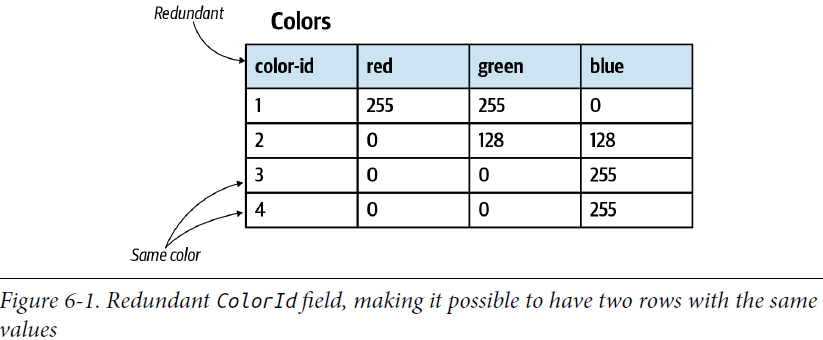 Redundant
Colors
color-id red green blue
1 255 255 0
2 0 128 128
3 0 0 255
4 0 0 255
Same color
Figure 6-1. Redundant ColorId field, making it possible to have two rows with the same
values